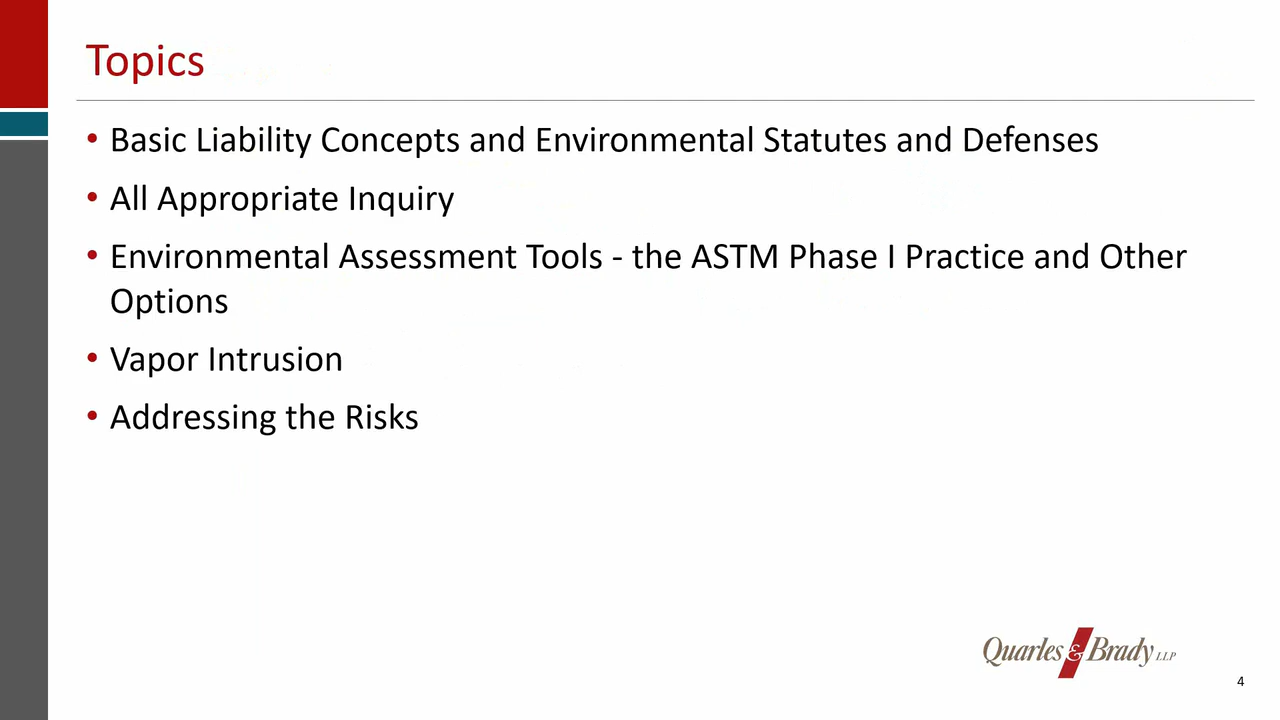 Topics
• Basic Liability Concepts and Environmental Statutes and Defenses
• All Appropriate Inquiry
• Environmental Assessment Tools - the ASTM Phase I Practice and Other
Options
• Vapor Intrusion
• Addressing the Risks
Quarles & Brady LLP
4